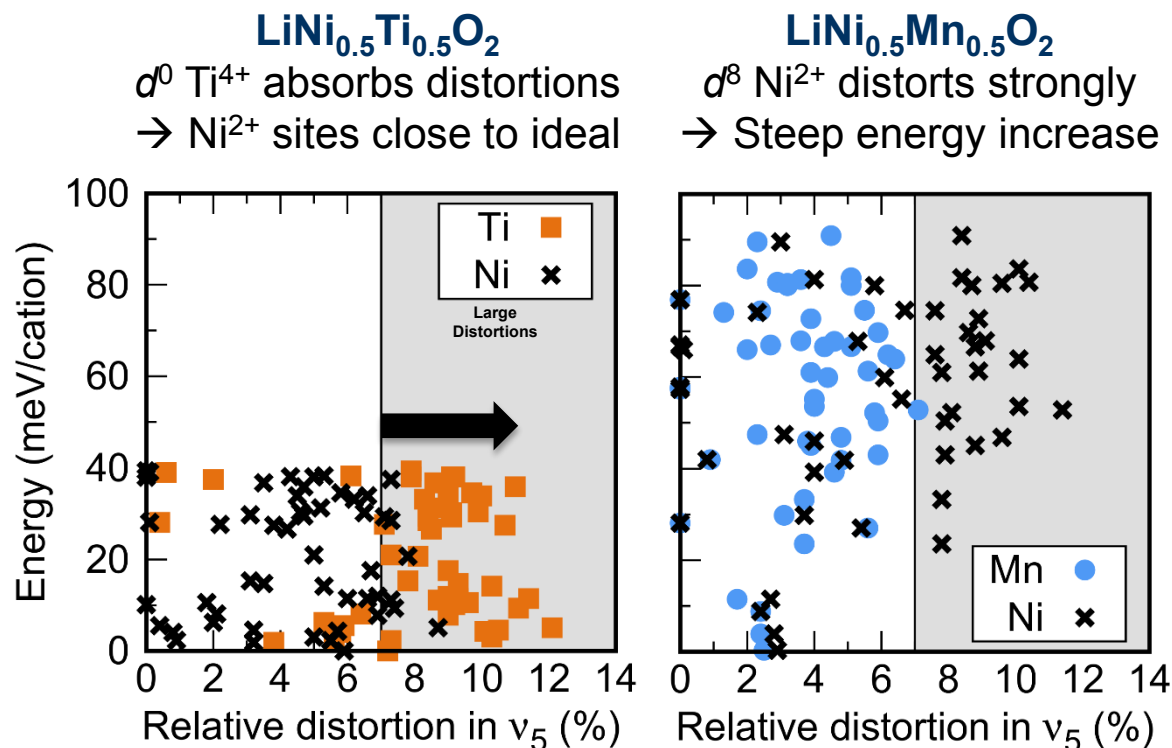 LiNi₀.₅Ti₀.₅O₂
d⁰ Ti⁴⁺ absorbs distortions
→ Ni²⁺ sites close to ideal
LiNi₀.₅Mn₀.₅O₂
d⁸ Ni²⁺ distorts strongly
→ Steep energy increase
Energy (meV/cation)
100
80
60
40
20
0
Ti
Ni
Large
Distortions
0 2 4 6 8 10 12 14
Relative distortion in ν₅ (%)
Mn
Ni
0 2 4 6 8 10 12 14
Relative distortion in ν₅ (%)